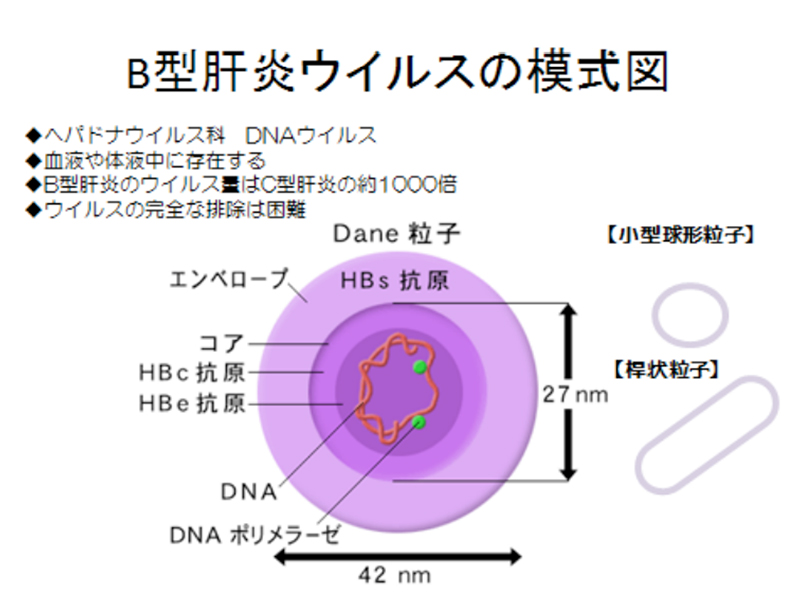 B型肝炎ウイルスの模式図
◆ヘパドナウイルス科 DNAウイルス
◆血液や体液中に存在する
◆B型肝炎のウイルス量はC型肝炎の約1000倍
◆ウイルスの完全な排除は困難
Dane 粒子
【小型球形粒子】
エンベロープ
HBs 抗原
コア
HBc 抗原
HBe 抗原
【桿状粒子】
27 nm
DNA
DNA ポリメラーゼ
42 nm